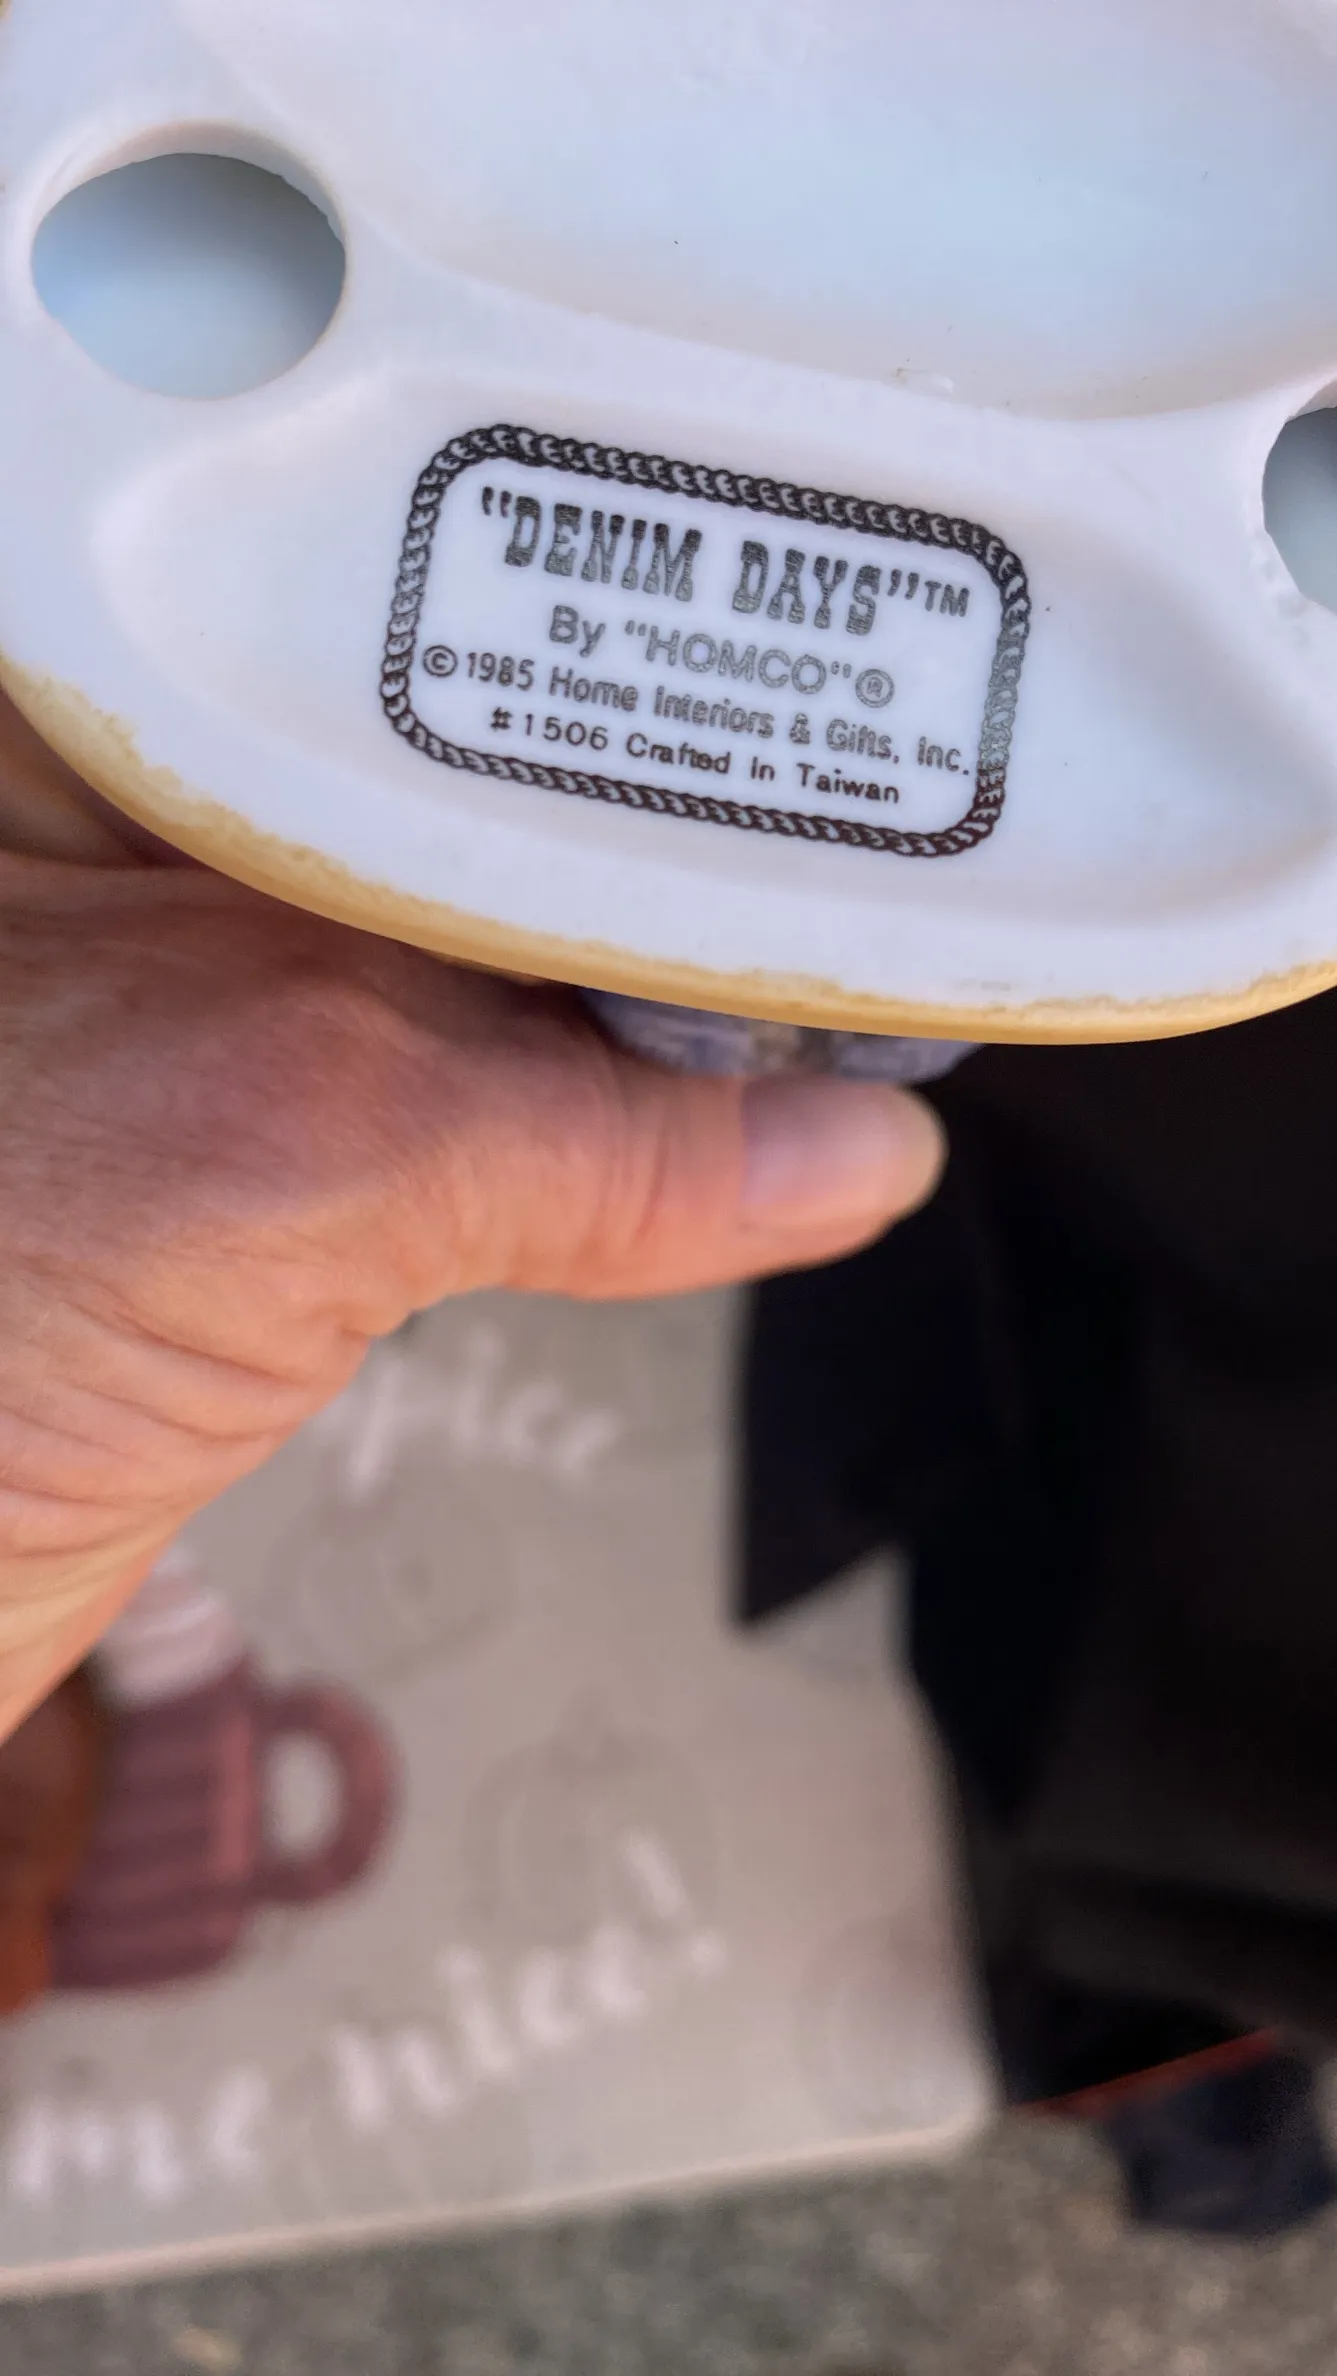 "DENIM DAYS"™
By "HOMCO"®
©1985 Home Interiors & Gifts, Inc.
#1506 Crafted in Taiwan